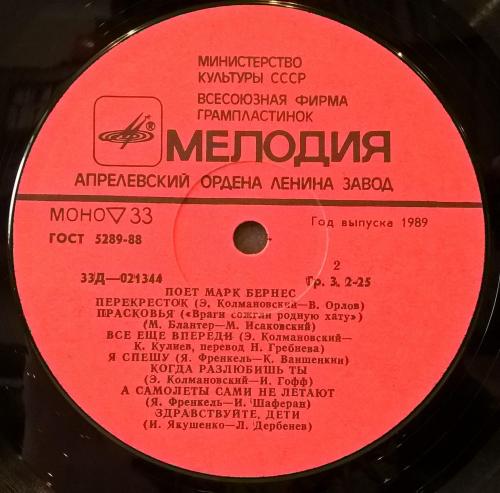 МИНИСТЕРСТВО
КУЛЬТУРЫ СССР
ВСЕСОЮЗНАЯ ФИРМА
ГРАМПЛАСТИНОК
®
МЕЛОДИЯ
АПРЕЛЕВСКИЙ ОРДЕНА ЛЕНИНА ЗАВОД
МОНО▽33
ГОСТ 5289-88
Год выпуска 1989
2
33Д—021344
Гр. 3. 2-25
ПОЕТ МАРК БЕРНЕС
ПЕРЕКРЕСТОК (Э. Колмановский—В. Орлов)
ПРАСКОВЬЯ («Враги сожгли родную хату»)
(М. Блантер—М. Исаковский)
ВСЕ ЕЩЕ ВПЕРЕДИ (Э. Колмановский—
К. Кулиев, перевод Н. Гребнева)
Я СПЕШУ (Я. Френкель—К. Ваншенкин)
КОГДА РАЗЛЮБИШЬ ТЫ
(Э. Колмановский—И. Гофф)
А САМОЛЕТЫ САМИ НЕ ЛЕТАЮТ
(Я. Френкель—И. Шаферан)
ЗДРАВСТВУЙТЕ, ДЕТИ
(И. Якушенко—Л. Дербенев)